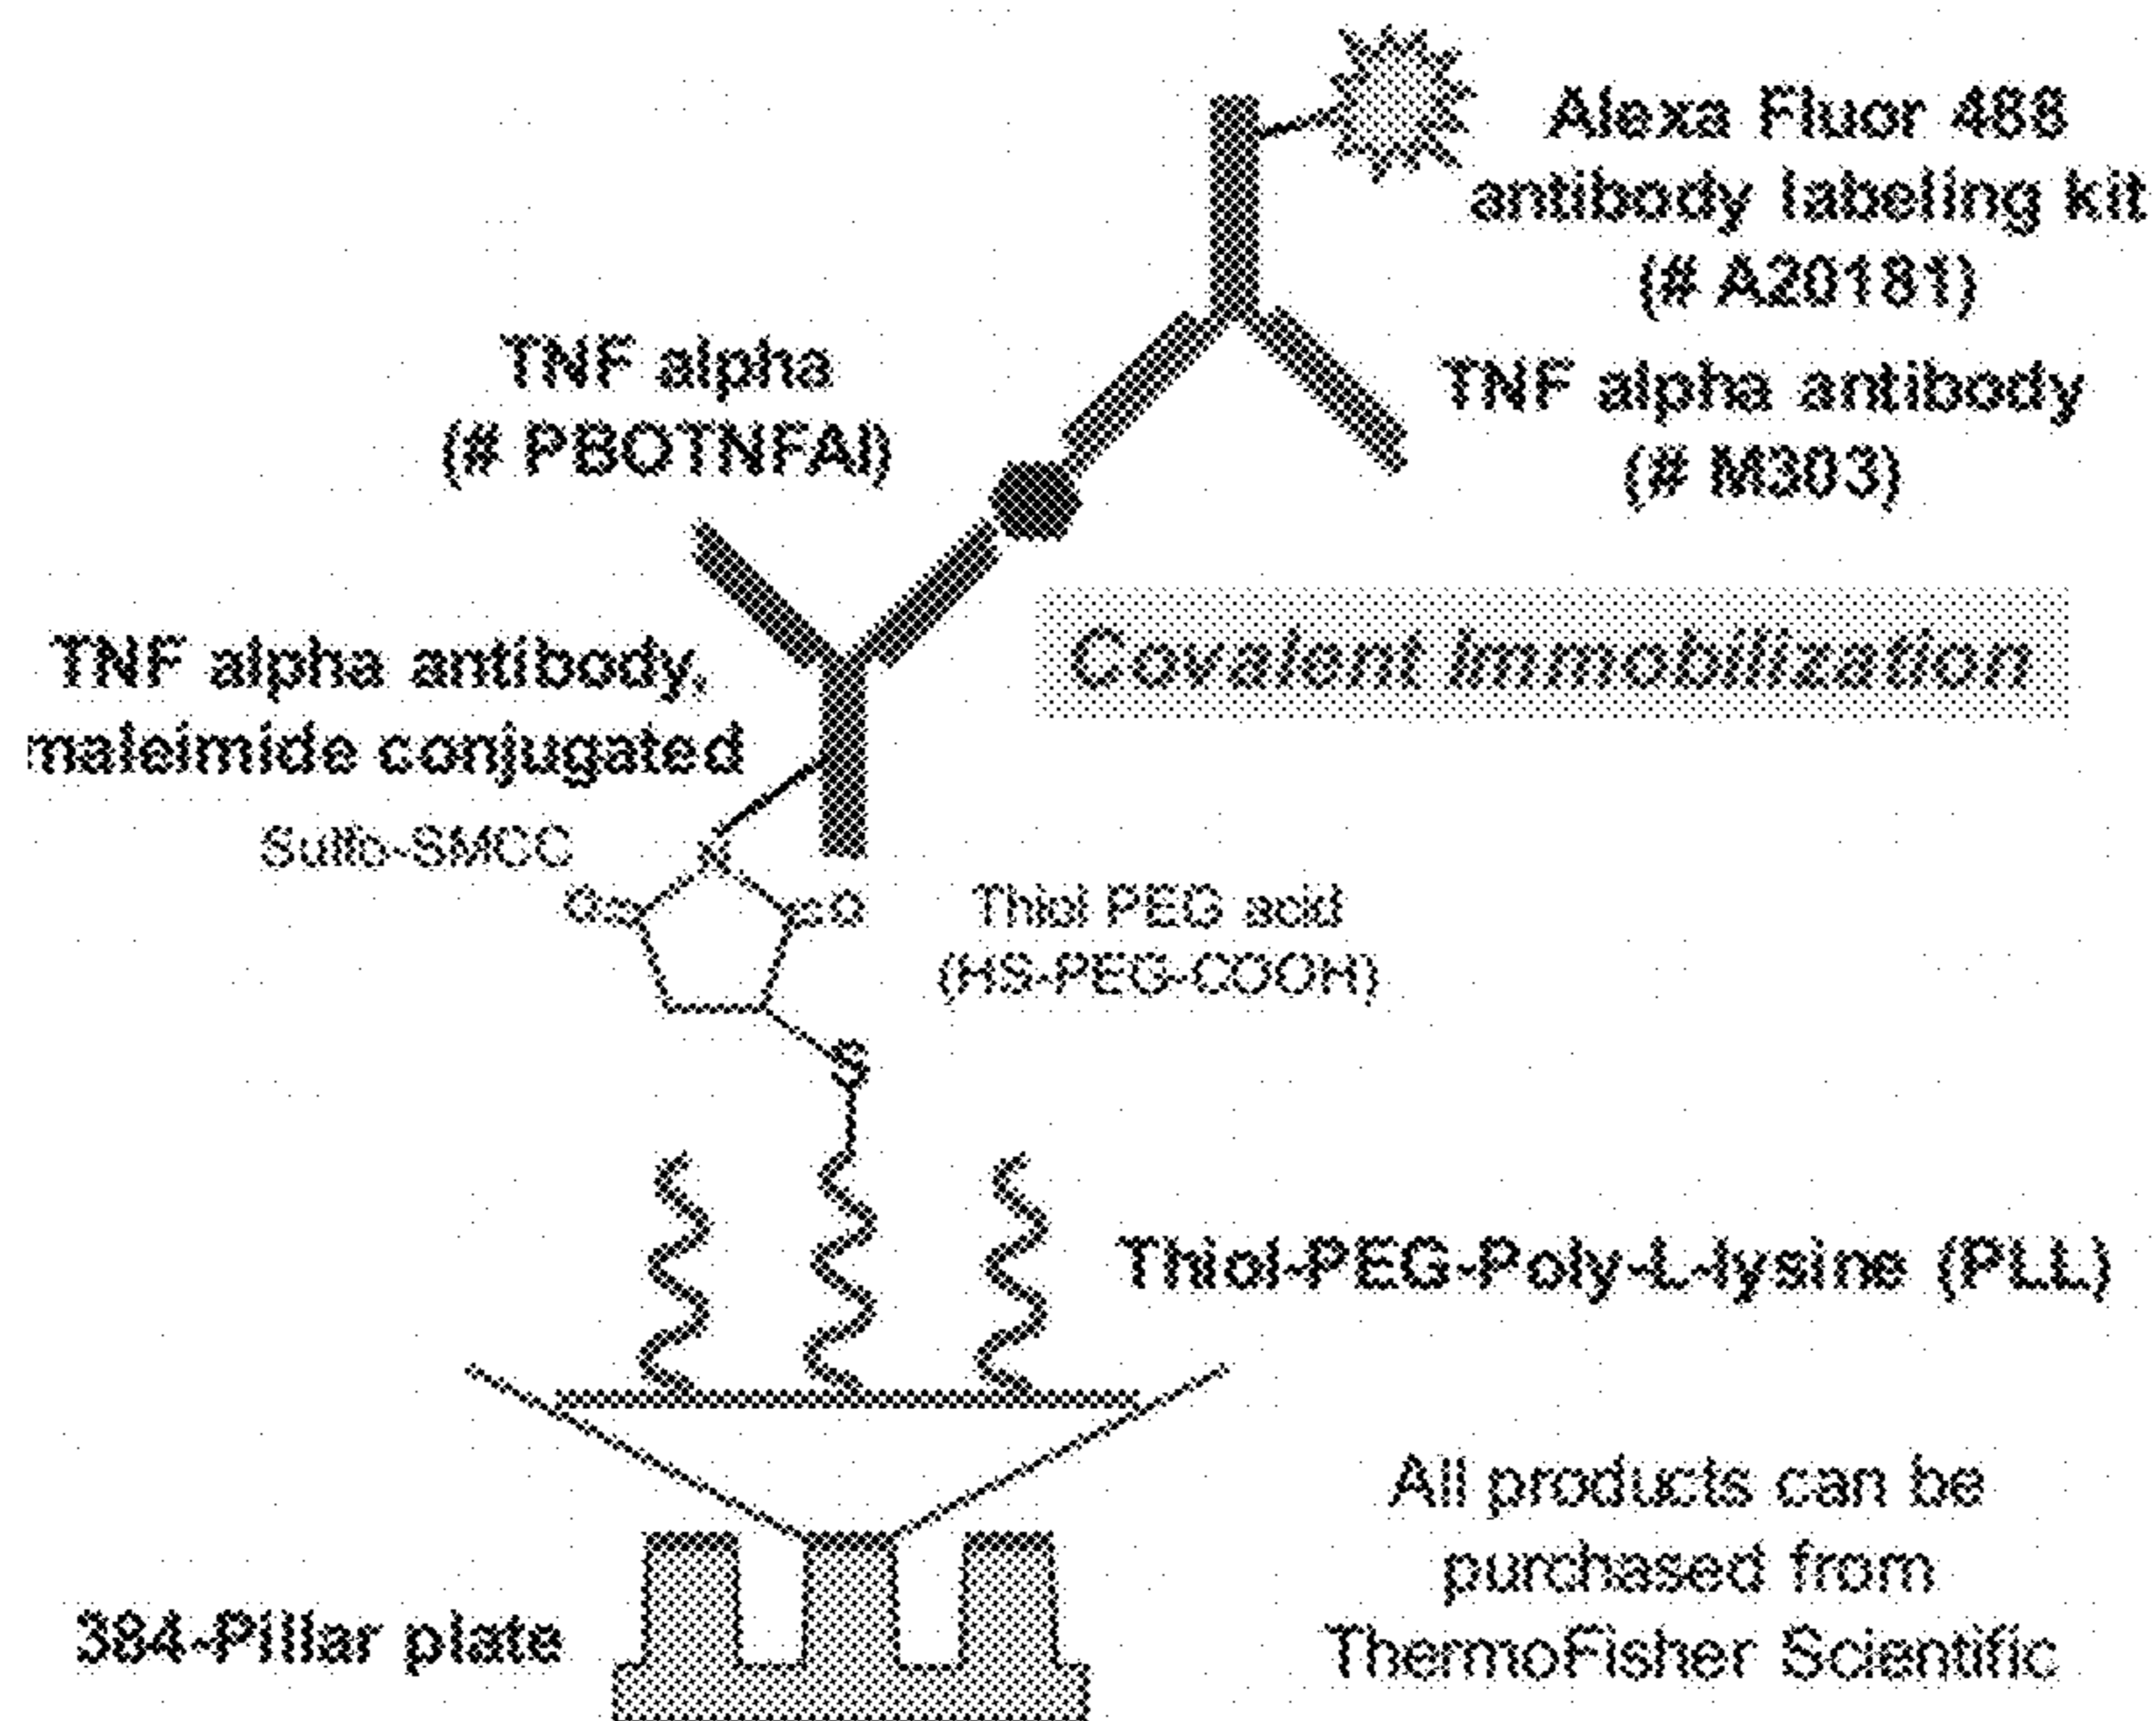 Alexa Fluor 488
antibody labeling kit
(# A20181)
TNF alpha
(# PBOTNFAI)
TNF alpha antibody
(# M303)
Covalent Immobilization
TNF alpha antibody,
maleimide conjugated
Sulfo-SMCC
N
O
O
Thiol PEG acid
(HS-PEG-COOH)
S
Thiol-PEG-Poly-L-lysine (PLL)
All products can be
purchased from
ThermoFisher Scientific
384-Pillar plate